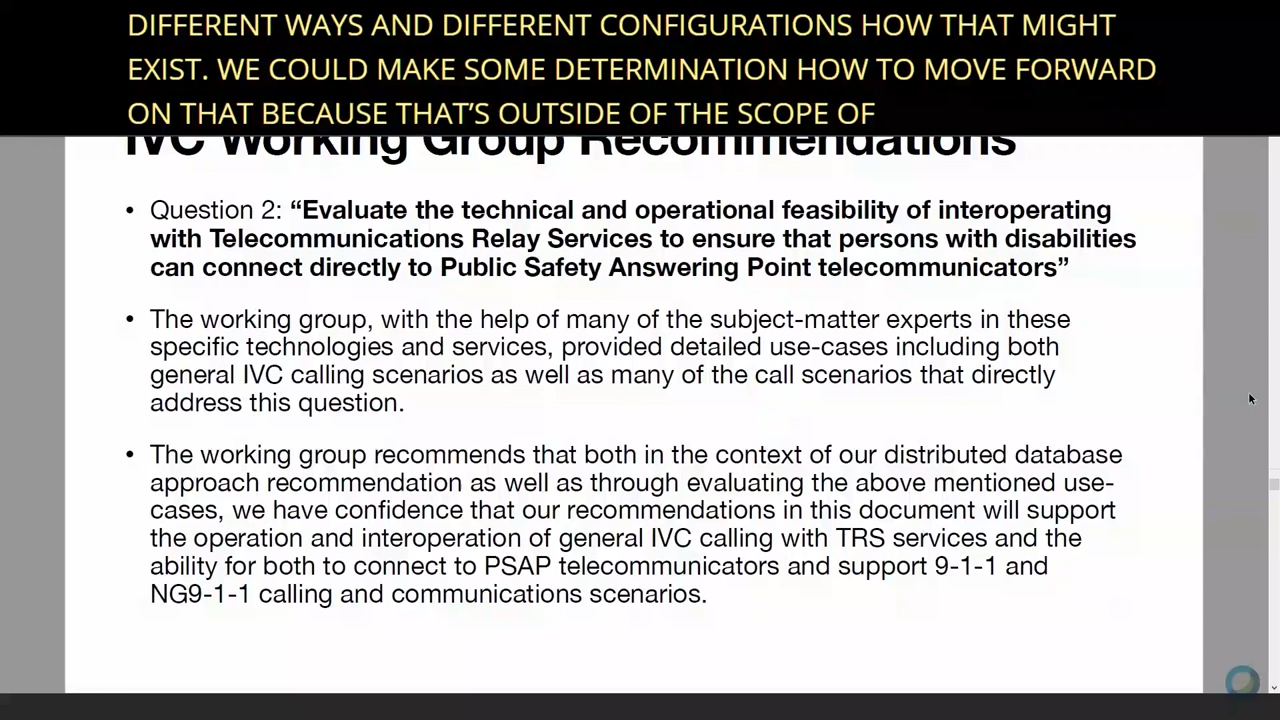 DIFFERENT WAYS AND DIFFERENT CONFIGURATIONS HOW THAT MIGHT
EXIST. WE COULD MAKE SOME DETERMINATION HOW TO MOVE FORWARD
ON THAT BECAUSE THAT’S OUTSIDE OF THE SCOPE OF
IVC Working Group Recommendations
• Question 2: “Evaluate the technical and operational feasibility of interoperating
with Telecommunications Relay Services to ensure that persons with disabilities
can connect directly to Public Safety Answering Point telecommunicators”
• The working group, with the help of many of the subject-matter experts in these
specific technologies and services, provided detailed use-cases including both
general IVC calling scenarios as well as many of the call scenarios that directly
address this question.
• The working group recommends that both in the context of our distributed database
approach recommendation as well as through evaluating the above mentioned use-
cases, we have confidence that our recommendations in this document will support
the operation and interoperation of general IVC calling with TRS services and the
ability for both to connect to PSAP telecommunicators and support 9-1-1 and
NG9-1-1 calling and communications scenarios.